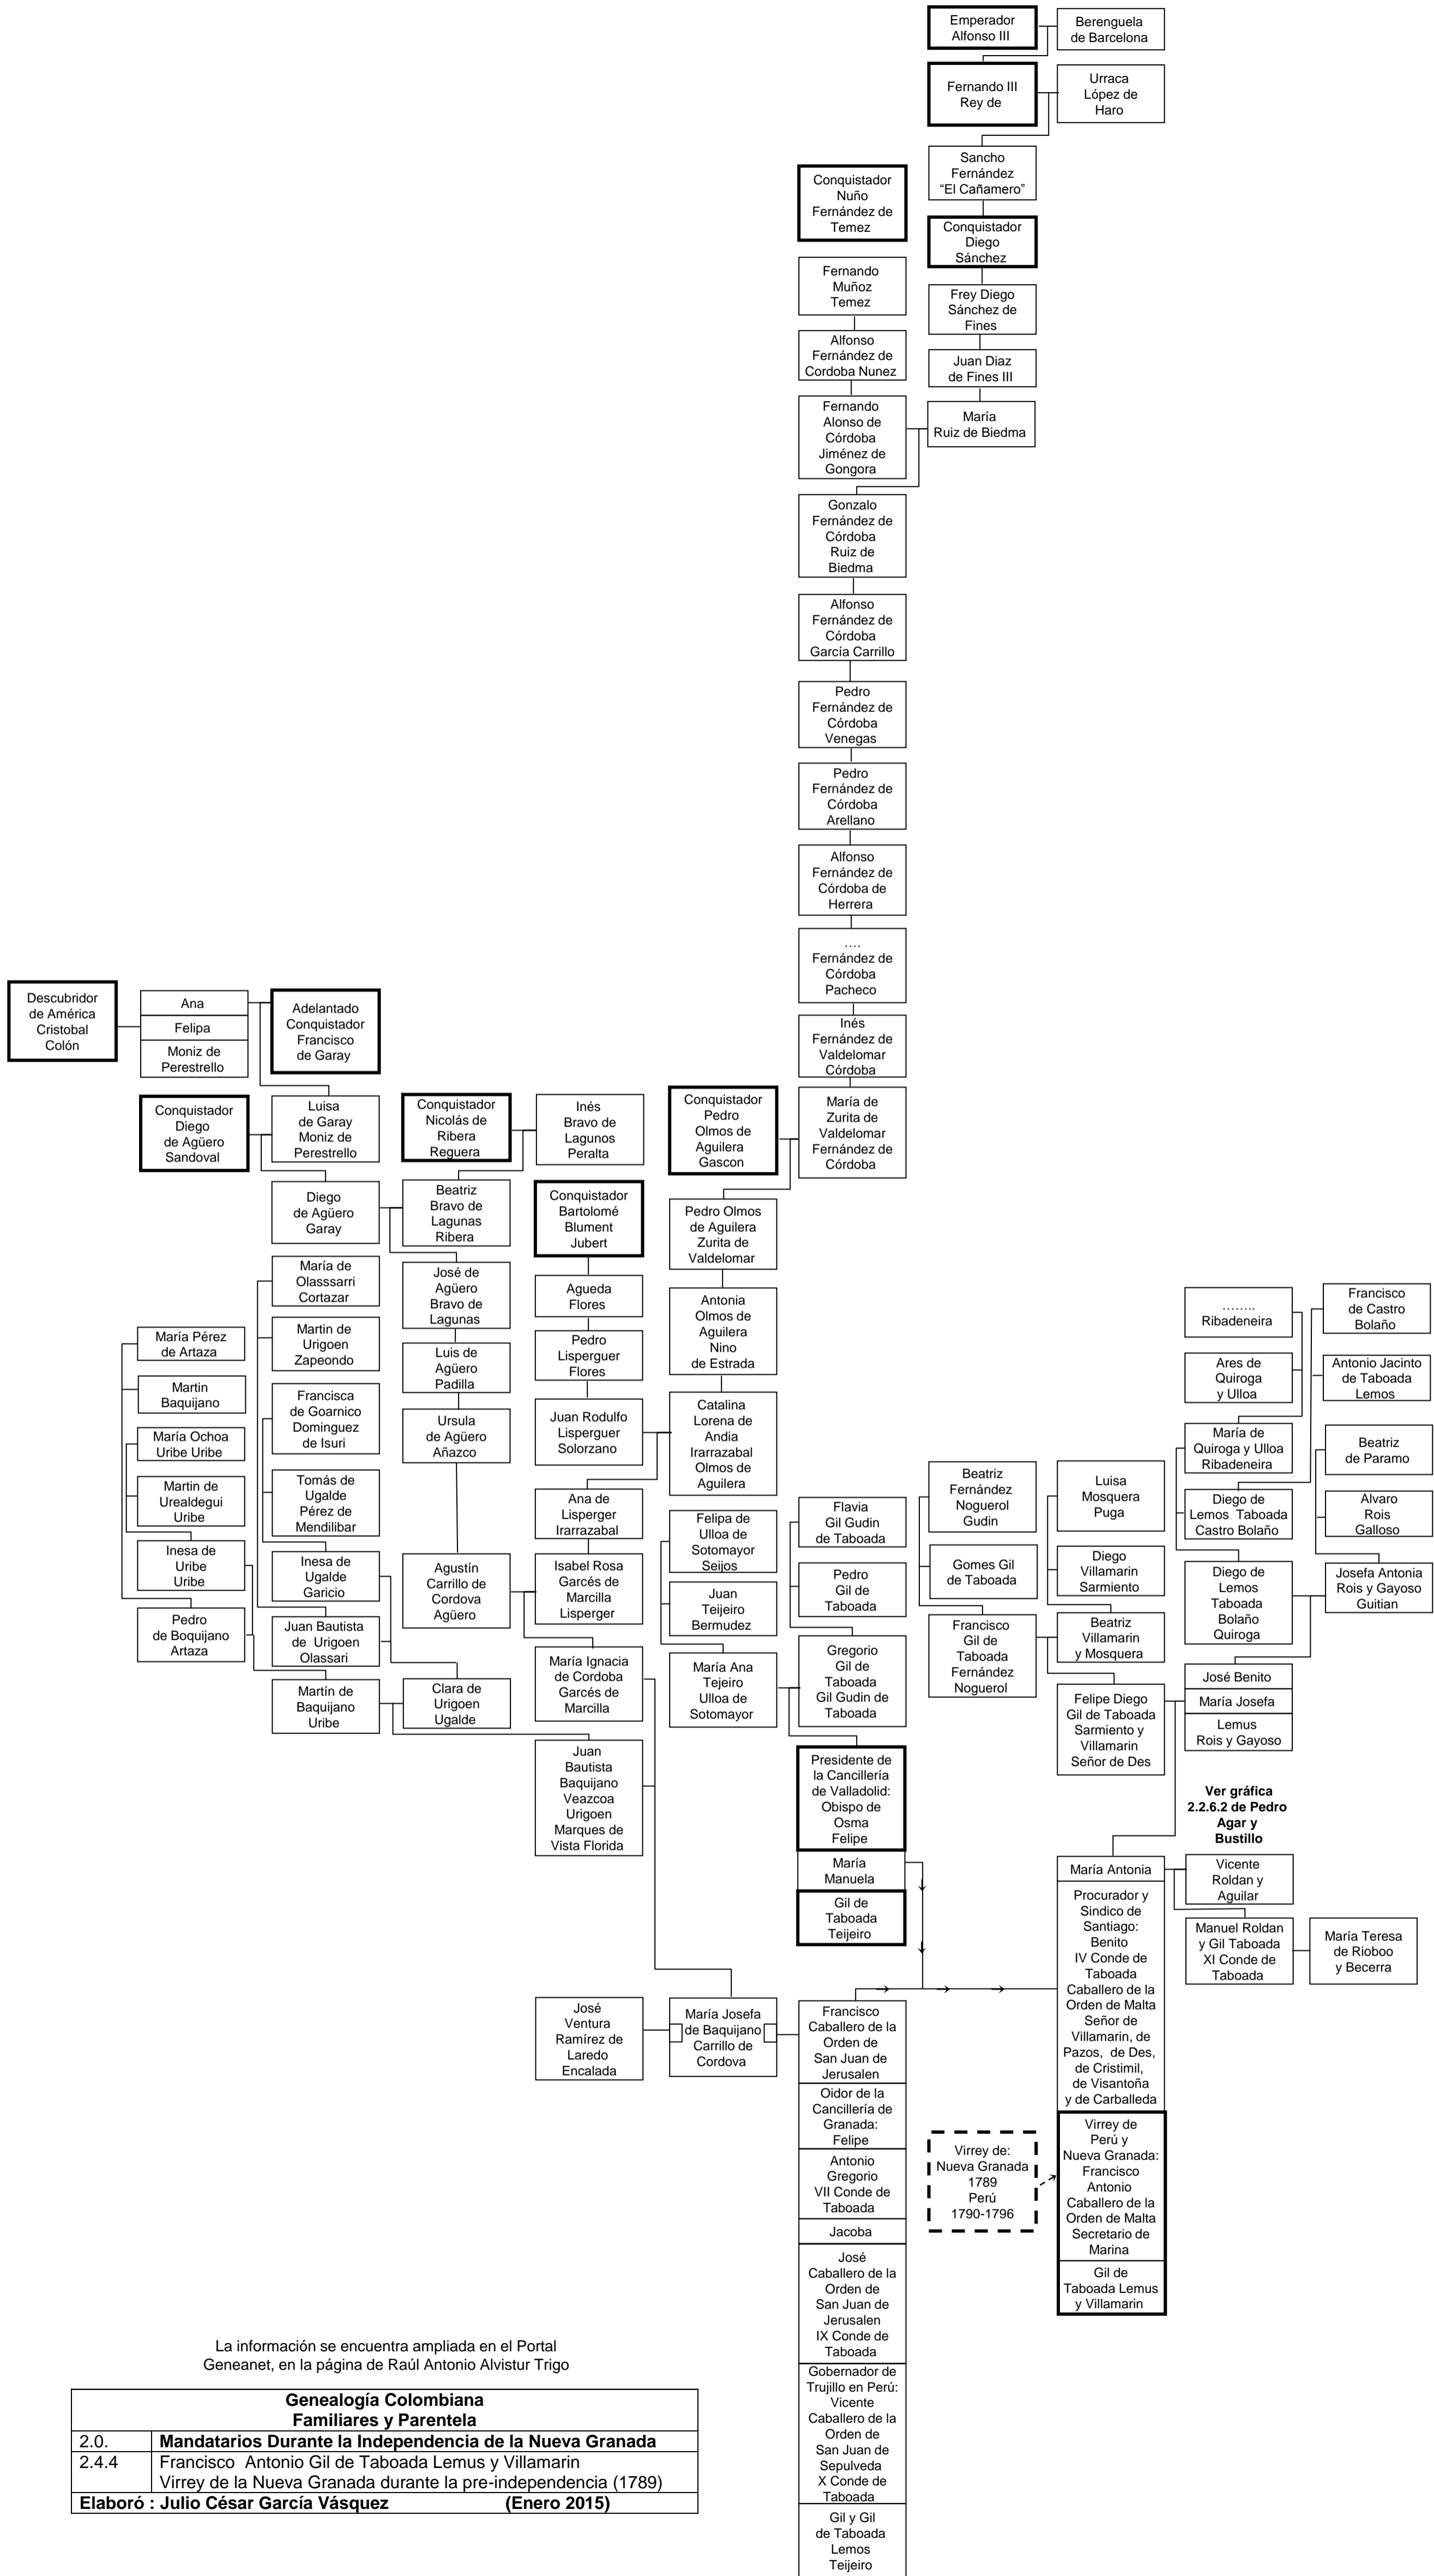 Emperador
Alfonso III
Berenguela
de Barcelona
Fernando III
Rey de
Urraca
López de
Haro
Sancho
Fernández
“El Cañamero”
Conquistador
Nuño
Fernández de
Temez
Conquistador
Diego
Sánchez
Fernando
Muñoz
Temez
Frey Diego
Sánchez de
Fines
Alfonso
Fernández de
Cordoba Nunez
Juan Diaz
de Fines III
Fernando
Alonso de
Córdoba
Jiménez de
Gongora
María
Ruiz de Biedma
Gonzalo
Fernández de
Córdoba
Ruiz de
Biedma
Alfonso
Fernández de
Córdoba
García Carrillo
Pedro
Fernández de
Córdoba
Venegas
Pedro
Fernández de
Córdoba
Arellano
Alfonso
Fernández de
Córdoba de
Herrera
….
Fernández de
Córdoba
Pacheco
Descubridor
de América
Cristobal
Colón
Ana
Felipa
Moniz de
Perestrello
Adelantado
Conquistador
Francisco
de Garay
Inés
Fernández de
Valdelomar
Córdoba
Conquistador
Diego
de Agüero
Sandoval
Luisa
de Garay
Moniz de
Perestrello
Conquistador
Nicolás de
Ribera
Reguera
Inés
Bravo de
Lagunos
Peralta
Conquistador
Pedro
Olmos de
Aguilera
Gascon
María de
Zurita de
Valdelomar
Fernández de
Córdoba
Diego
de Agüero
Garay
Beatriz
Bravo de
Lagunas
Ribera
Conquistador
Bartolomé
Blument
Jubert
Pedro Olmos
de Aguilera
Zurita de
Valdelomar
María de
Olasssarri
Cortazar
José de
Agüero
Bravo de
Lagunas
Agueda
Flores
Antonia
Olmos de
Aguilera
Nino
de Estrada
……..
Ribadeneira
Francisco
de Castro
Bolaño
María Pérez
de Artaza
Martin de
Urigoen
Zapeondo
Luis de
Agüero
Padilla
Pedro
Lisperguer
Flores
Ares de
Quiroga
y Ulloa
Antonio Jacinto
de Taboada
Lemos
Martin
Baquijano
Francisca
de Goarnico
Dominguez
de Isuri
Ursula
de Agüero
Añazco
Juan Rodulfo
Lisperguer
Solorzano
Catalina
Lorena de
Andia
Irarrazabal
Olmos de
Aguilera
María Ochoa
Uribe Uribe
María de
Quiroga y Ulloa
Ribadeneira
Beatriz
de Paramo
Martin de
Urealdegui
Uribe
Tomás de
Ugalde
Pérez de
Mendilibar
Ana de
Lisperger
Irarrazabal
Felipa de
Ulloa de
Sotomayor
Seijos
Flavia
Gil Gudin
de Taboada
Beatriz
Fernández
Noguerol
Gudin
Luisa
Mosquera
Puga
Diego de
Lemos  Taboada
Castro Bolaño
Alvaro
Rois
Galloso
Inesa de
Uribe
Uribe
Inesa de
Ugalde
Garicio
Agustín
Carrillo de
Cordova
Agüero
Isabel Rosa
Garcés de
Marcilla
Lisperger
Juan
Teijeiro
Bermudez
Pedro
Gil de
Taboada
Gomes Gil
de Taboada
Diego
Villamarin
Sarmiento
Diego de
Lemos
Taboada
Bolaño
Quiroga
Josefa Antonia
Rois y Gayoso
Guitian
Pedro
de Boquijano
Artaza
Juan Bautista
de  Urigoen
Olassari
María Ignacia
de Cordoba
Garcés de
Marcilla
María Ana
Tejeiro
Ulloa de
Sotomayor
Gregorio
Gil de
Taboada
Gil Gudin de
Taboada
Francisco
Gil de
Taboada
Fernández
Noguerol
Beatriz
Villamarin
y Mosquera
Martín de
Baquijano
Uribe
Clara de
Urigoen
Ugalde
José Benito
María Josefa
Lemus
Rois y Gayoso
Felipe Diego
Gil de Taboada
Sarmiento y
Villamarin
Señor de Des
Juan
Bautista
Baquijano
Veazcoa
Urigoen
Marques de
Vista Florida
Presidente de
la Cancillería
de Valladolid:
Obispo de
Osma
Felipe
María
Manuela
Gil de
Taboada
Teijeiro
Ver gráfica
2.2.6.2 de Pedro
Agar y
Bustillo
María Antonia
Vicente
Roldan y
Aguilar
Procurador y
Sindico de
Santiago:
Benito
IV Conde de
Taboada
Caballero de la
Orden de Malta
Señor de
Villamarin, de
Pazos,  de Des,
de Cristimil,
de Visantoña
y de Carballeda
Manuel Roldan
y Gil Taboada
XI Conde de
Taboada
María Teresa
de Rioboo
y Becerra
José
Ventura
Ramírez de
Laredo
Encalada
María Josefa
de Baquijano
Carrillo de
Cordova
Francisco
Caballero de la
Orden de
San Juan de
Jerusalen
Oidor de la
Cancillería de
Granada:
Felipe
Antonio
Gregorio
VII Conde de
Taboada
Jacoba
José
Caballero de la
Orden de
San Juan de
Jerusalen
IX Conde de
Taboada
Gobernador de
Trujillo en Perú:
Vicente
Caballero de la
Orden de
San Juan de
Sepulveda
X Conde de
Taboada
Gil y Gil
de Taboada
Lemos
Teijeiro
Virrey de:
Nueva Granada
1789
Perú
1790-1796
Virrey de
Perú y
Nueva Granada:
Francisco
Antonio
Caballero de la
Orden de Malta
Secretario de
Marina
Gil de
Taboada Lemus
y Villamarin
La información se encuentra ampliada en el Portal
Geneanet, en la página de Raúl Antonio Alvistur Trigo
Genealogía Colombiana
Familiares y Parentela
2.0. Mandatarios Durante la Independencia de la Nueva Granada
2.4.4 Francisco  Antonio Gil de Taboada Lemus y Villamarin
Virrey de la Nueva Granada durante la pre-independencia (1789)
Elaboró : Julio César García Vásquez (Enero 2015)